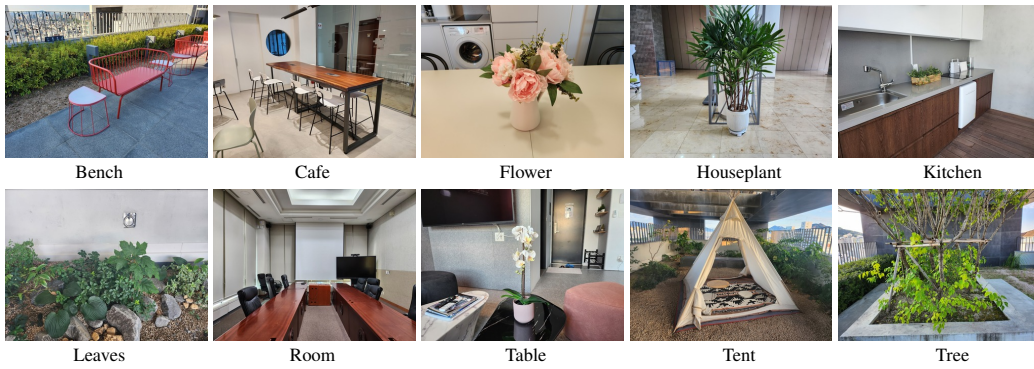 Bench
Cafe
Flower
Houseplant
Kitchen
Leaves
Room
Table
Tent
Tree